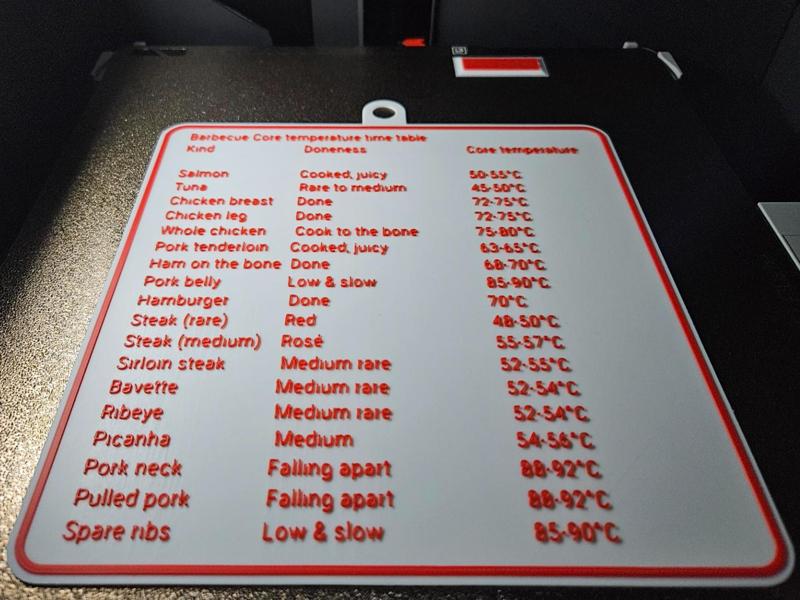 Barbecue Core temperature time table
Kind Doneness Core temperature
Salmon Cooked, juicy 50-55°C
Tuna Rare to medium 45-50°C
Chicken breast Done 72-75°C
Chicken leg Done 72-75°C
Whole chicken Cook to the bone 75-80°C
Pork tenderloin Cooked, juicy 63-65°C
Ham on the bone Done 68-70°C
Pork belly Low & slow 85-90°C
Hamburger Done 70°C
Steak (rare) Red 48-50°C
Steak (medium) Rosé 55-57°C
Sirloin steak Medium rare 52-55°C
Bavette Medium rare 52-54°C
Ribeye Medium rare 52-54°C
Picanha Medium 54-56°C
Pork neck Falling apart 88-92°C
Pulled pork Falling apart 88-92°C
Spare ribs Low & slow 85-90°C